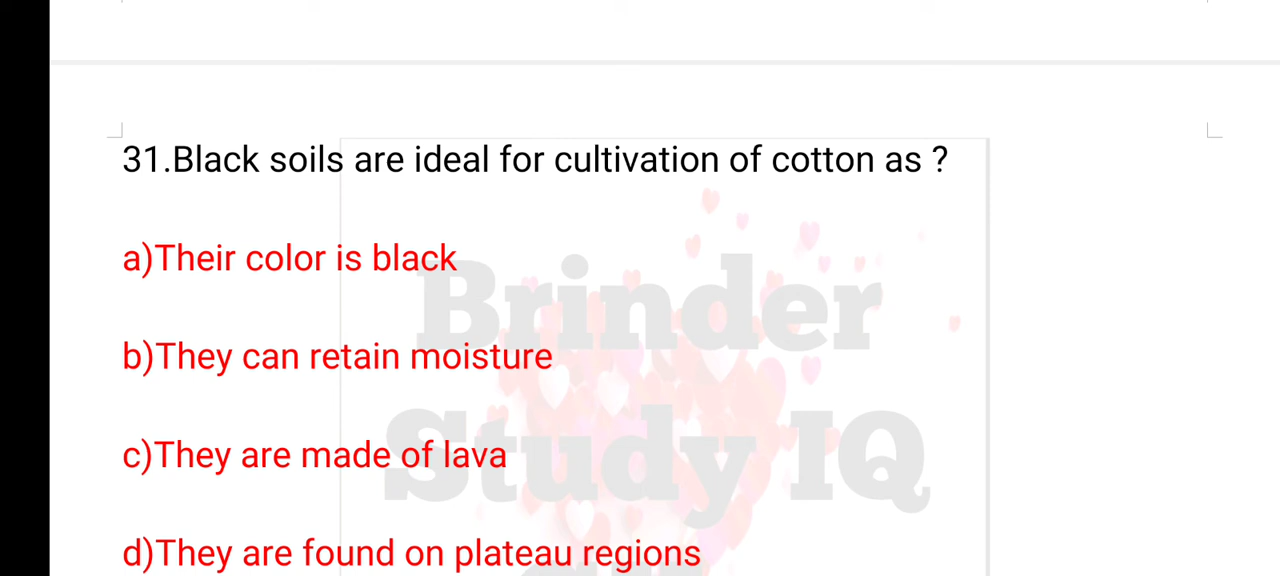 31.Black soils are ideal for cultivation of cotton as ?
a)Their color is black
Brinder
b)They can retain moisture
c)They are made of lava
Study IQ
d)They are found on plateau regions